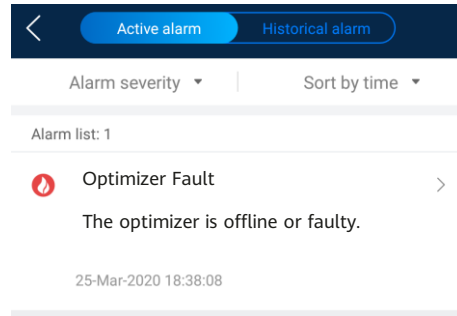 Active alarm Historical alarm
Alarm severity Sort by time
Alarm list: 1
Optimizer Fault
The optimizer is offline or faulty.
25-Mar-2020 18:38:08